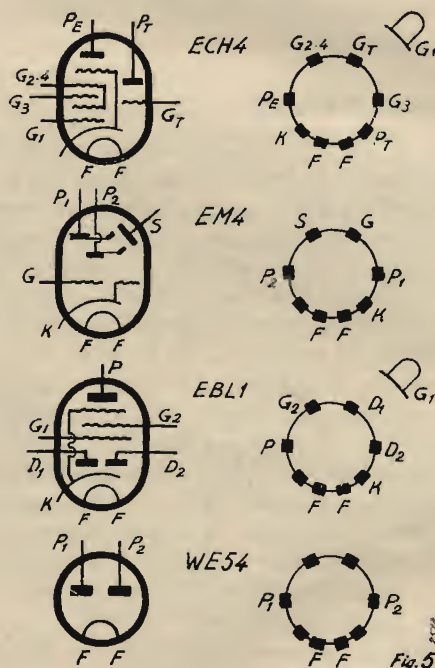 P_E P_T
ECH4
G2.4
G3
G1
G_T
K
F F
G2.4 G_T
G1
P_E G3
K P_T
F F
P1 P2
S
EM4
G
K
F F
S G
P2 P1
K
F F
P
EBL1
G1 G2
D1 D2
K
F F
G2 D1
G1
P D2
K
F F
P1 P2
WE54
F F
P1 P2
F F
Fig. 5.